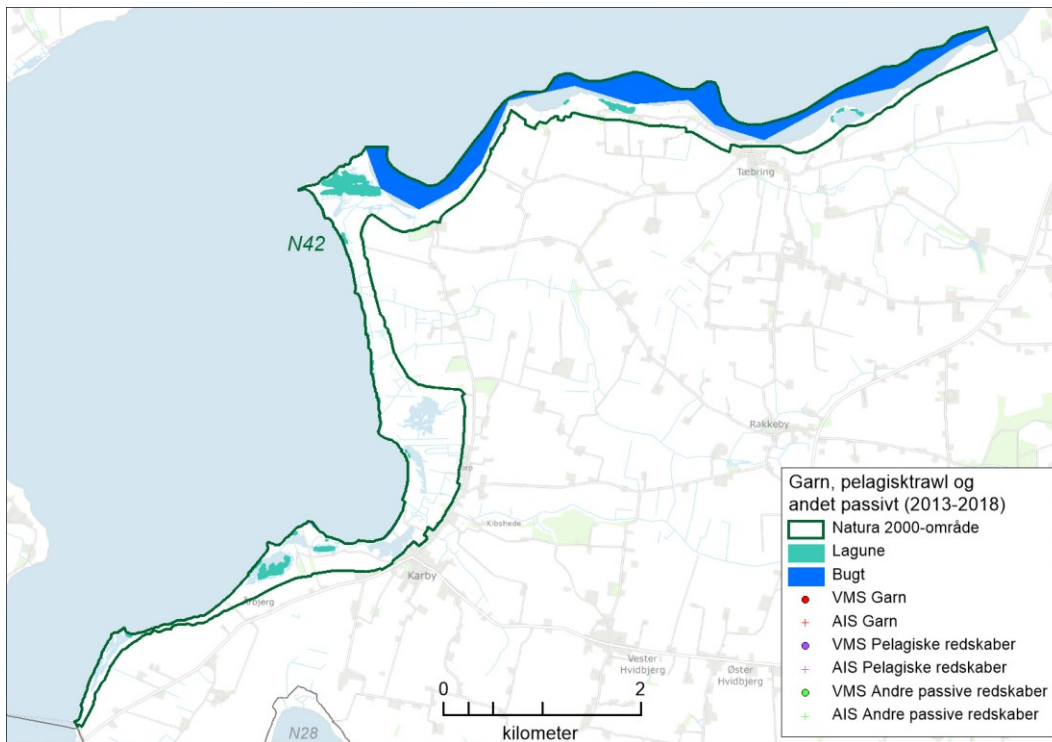 Tæbring
N42
Rakkeby
Kibshede
Karby
Vester
Hvidbjerg
Øster
Hvidbjerg
N28
0 2
kilometer
Garn, pelagisktrawl og
andet passivt (2013-2018)
Natura 2000-område
Lagune
Bugt
VMS Garn
AIS Garn
VMS Pelagiske redskaber
AIS Pelagiske redskaber
VMS Andre passive redskaber
AIS Andre passive redskaber